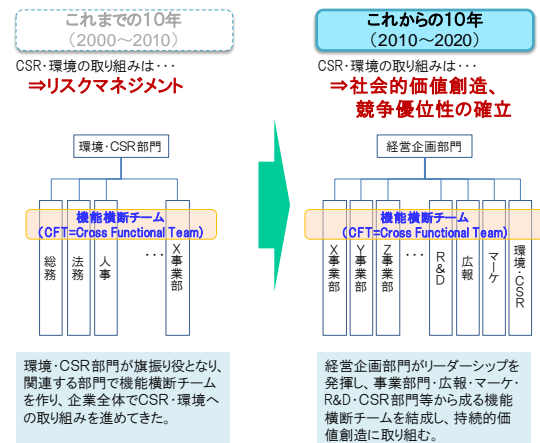 これまでの10年
(2000～2010)
CSR・環境の取り組みは・・・
⇒リスクマネジメント
環境・CSR部門
機能横断チーム
(CFT=Cross Functional Team)
総務
法務
人事
・・・
X事業部
環境・CSR部門が旗振り役となり、
関連する部門で機能横断チーム
を作り、企業全体でCSR・環境へ
の取り組みを進めてきた。
これからの10年
(2010～2020)
CSR・環境の取り組みは・・・
⇒社会的価値創造、
競争優位性の確立
経営企画部門
機能横断チーム
(CFT=Cross Functional Team)
X事業部
Y事業部
Z事業部
・・・
R&D
広報
マーケ
環境・CSR
経営企画部門がリーダーシップを
発揮し、事業部門・広報・マーケ・
R&D・CSR部門等から成る機能
横断チームを結成し、持続的価
値創造に取り組む。